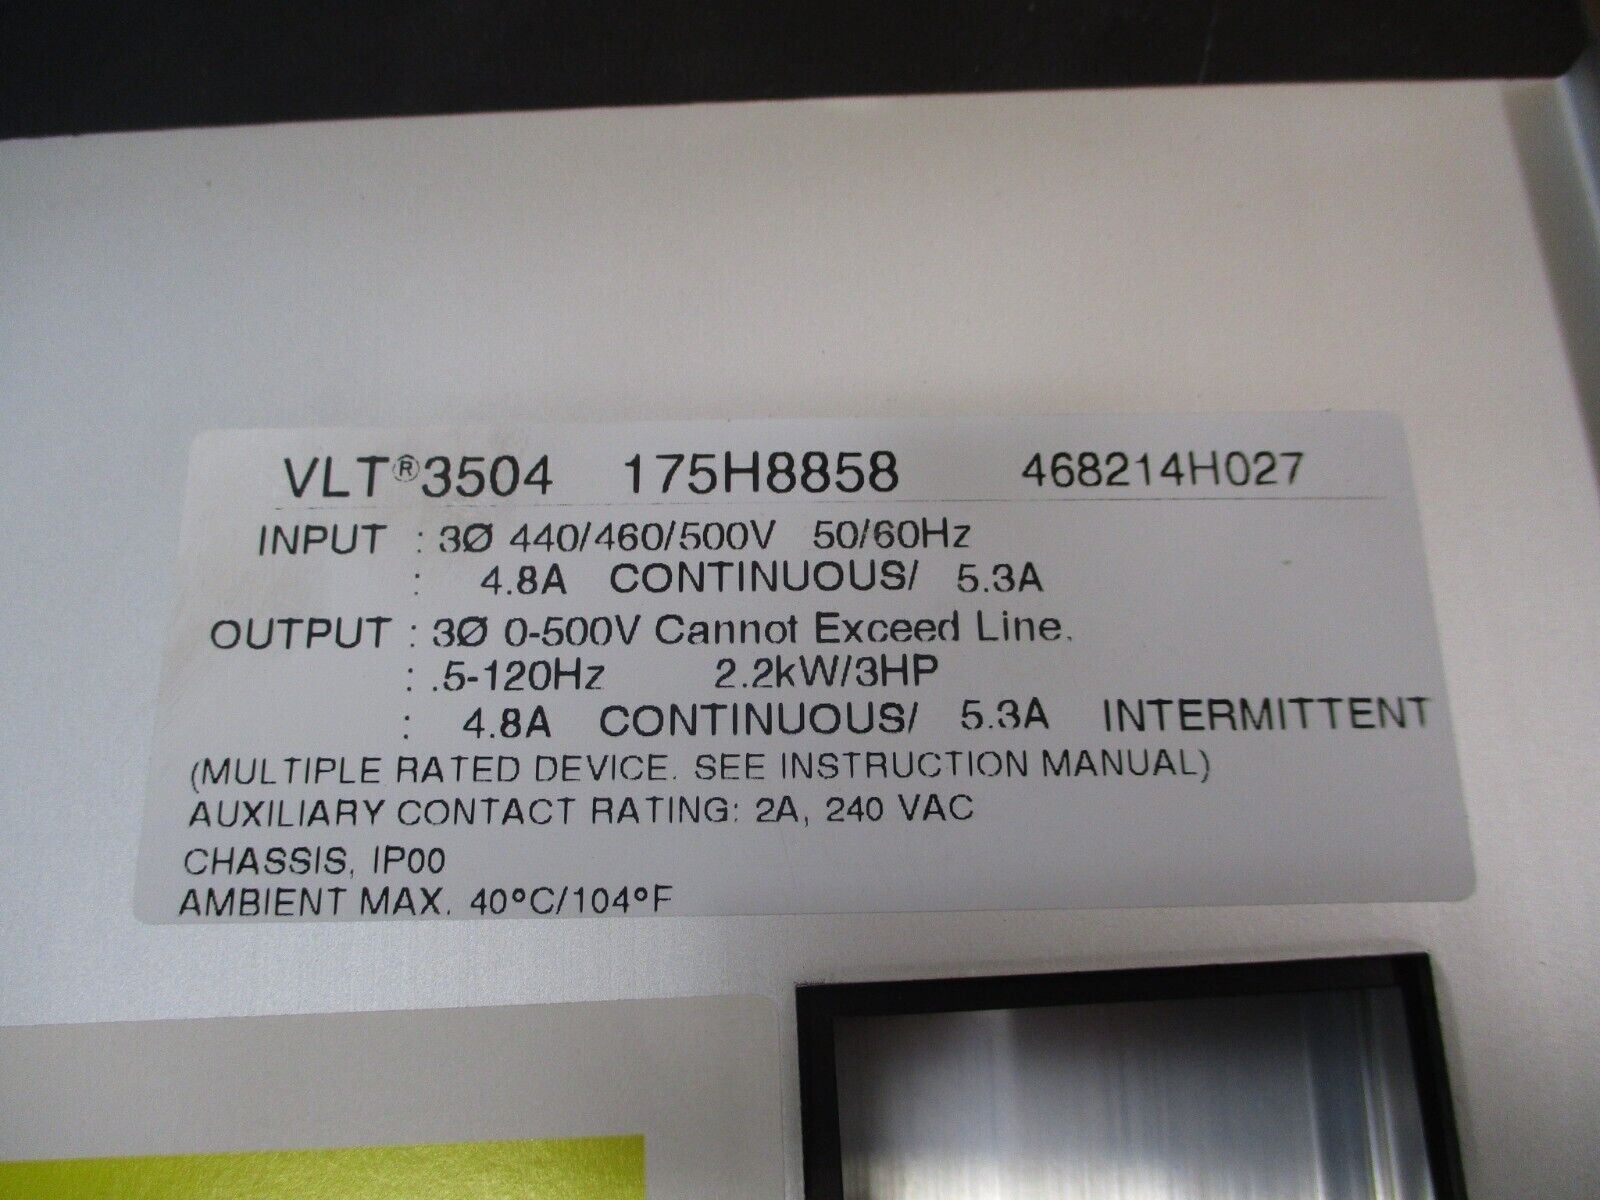 VLT®3504 175H8858 468214H027
INPUT : 3Ø 440/460/500V 50/60Hz
: 4.8A CONTINUOUS/ 5.3A
OUTPUT : 3Ø 0-500V Cannot Exceed Line.
: .5-120Hz 2.2kW/3HP
: 4.8A CONTINUOUS/ 5.3A INTERMITTENT
(MULTIPLE RATED DEVICE. SEE INSTRUCTION MANUAL)
AUXILIARY CONTACT RATING: 2A, 240 VAC
CHASSIS, IP00
AMBIENT MAX. 40°C/104°F